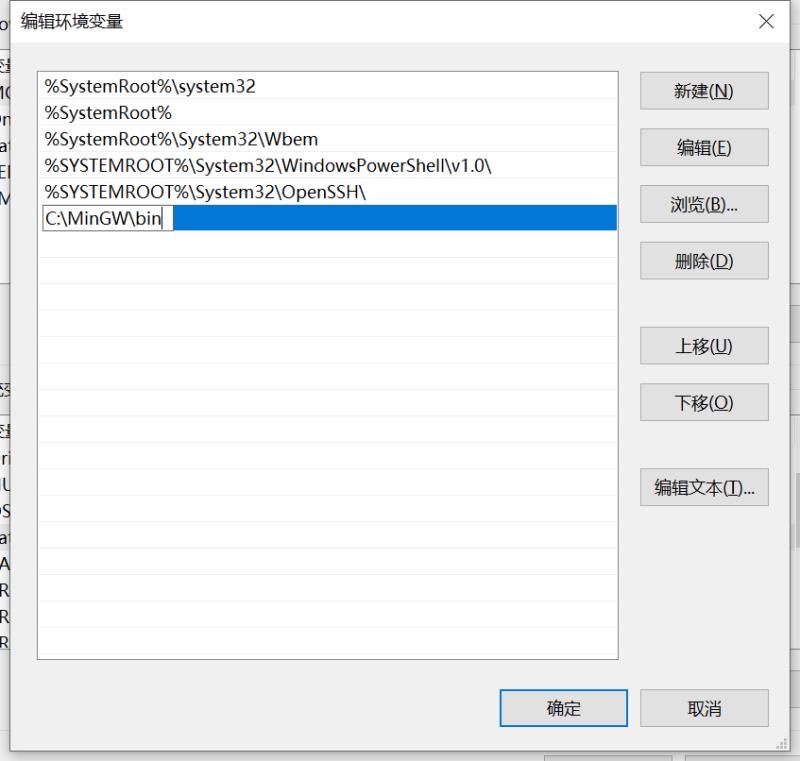 编辑环境变量
%SystemRoot%\system32
%SystemRoot%
%SystemRoot%\System32\Wbem
%SYSTEMROOT%\System32\WindowsPowerShell\v1.0\
%SYSTEMROOT%\System32\OpenSSH\
C:\MinGW\bin
新建(N)
编辑(E)
浏览(B)...
删除(D)
上移(U)
下移(O)
编辑文本(T)...
确定
取消